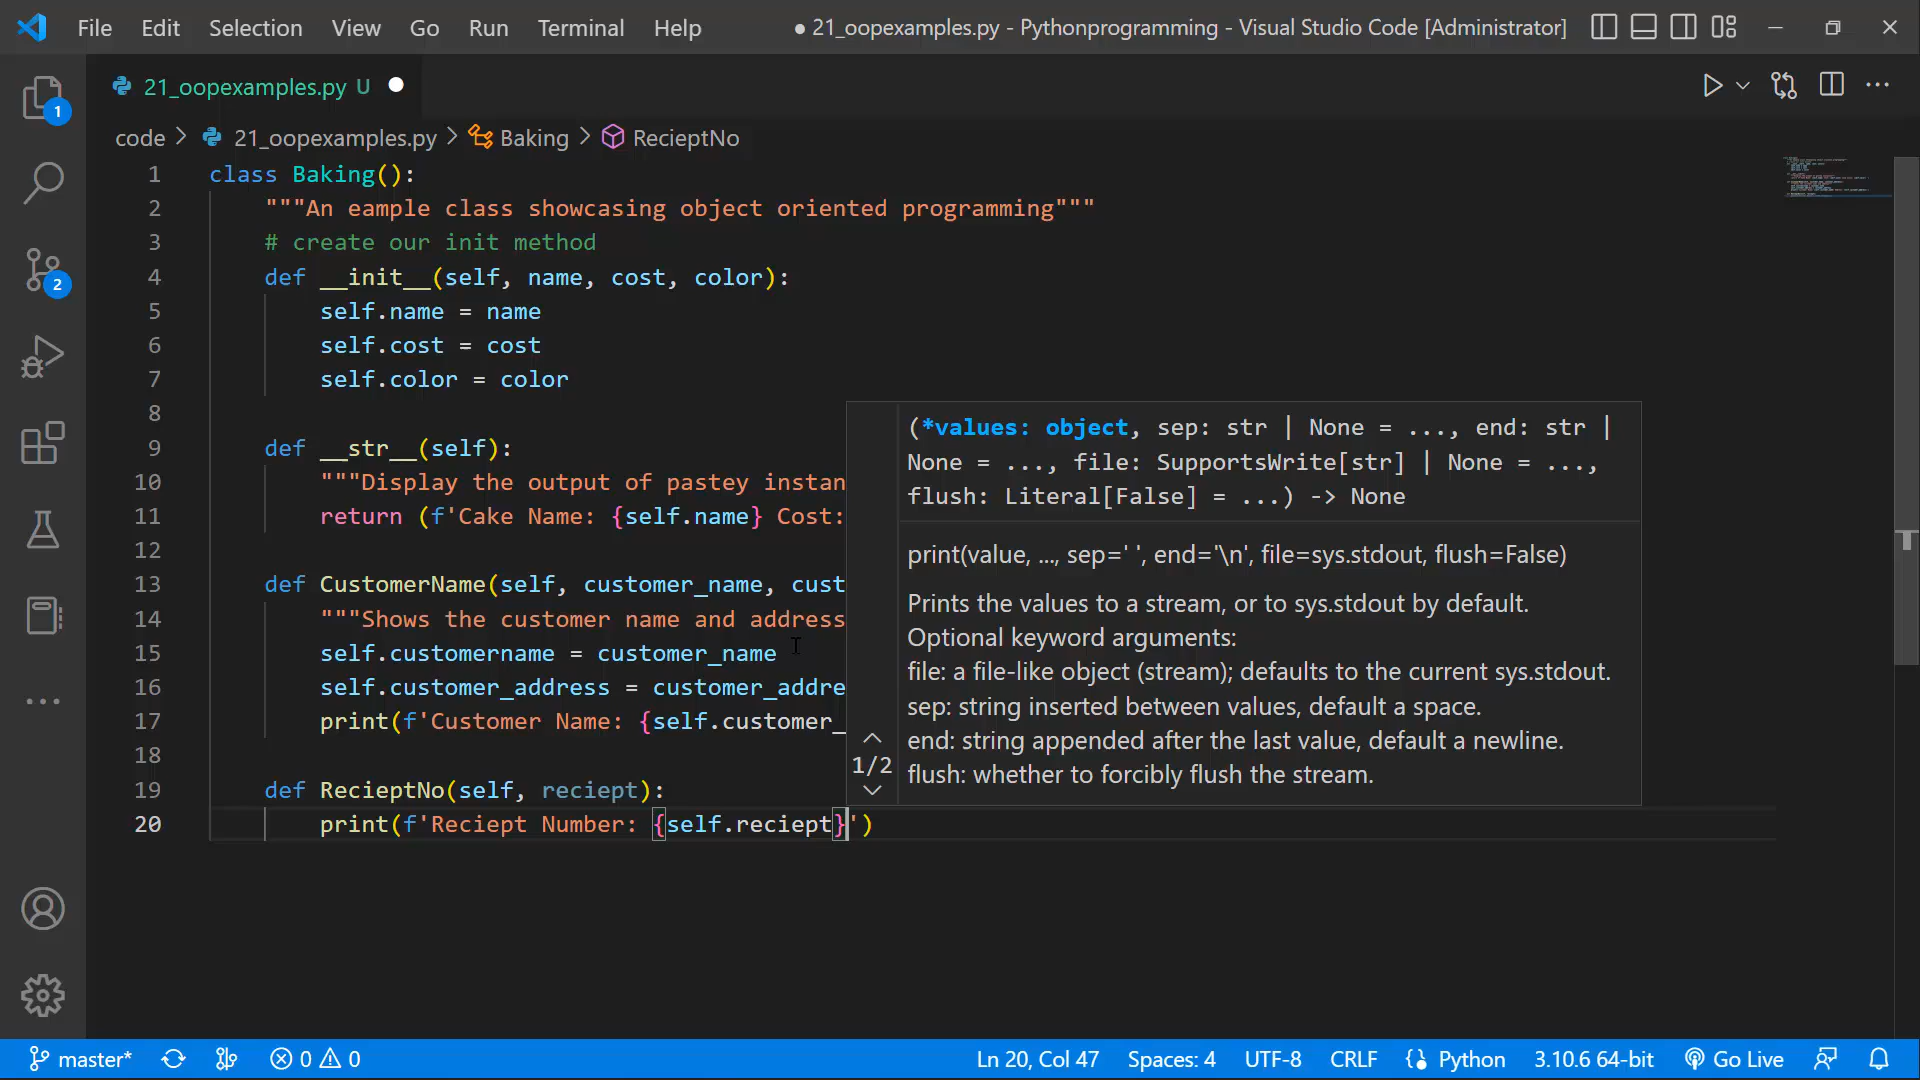 File Edit Selection View Go Run Terminal Help ● 21_oopexamples.py - Pythonprogramming - Visual Studio Code [Administrator]
21_oopexamples.py U
1
code > 21_oopexamples.py > Baking > RecieptNo
1 class Baking():
2 """An eample class showcasing object oriented programming"""
3 # create our init method
4 def __init__(self, name, cost, color):
5 self.name = name
6 self.cost = cost
7 self.color = color
8
9 def __str__(self):
10 """Display the output of pastey instan
11 return (f'Cake Name: {self.name} Cost:
12
13 def CustomerName(self, customer_name, cust
14 """Shows the customer name and address
15 self.customername = customer_name
16 self.customer_address = customer_addre
17 print(f'Customer Name: {self.customer_
18
19 def RecieptNo(self, reciept):
20 print(f'Reciept Number: {self.reciept}')
2
(*values: object, sep: str | None = ..., end: str |
None = ..., file: SupportsWrite[str] | None = ...,
flush: Literal[False] = ...) -> None
print(value, ..., sep=' ', end='\n', file=sys.stdout, flush=False)
Prints the values to a stream, or to sys.stdout by default.
Optional keyword arguments:
file: a file-like object (stream); defaults to the current sys.stdout.
sep: string inserted between values, default a space.
end: string appended after the last value, default a newline.
flush: whether to forcibly flush the stream.
1/2
master* 0 0 Ln 20, Col 47 Spaces: 4 UTF-8 CRLF Python 3.10.6 64-bit Go Live